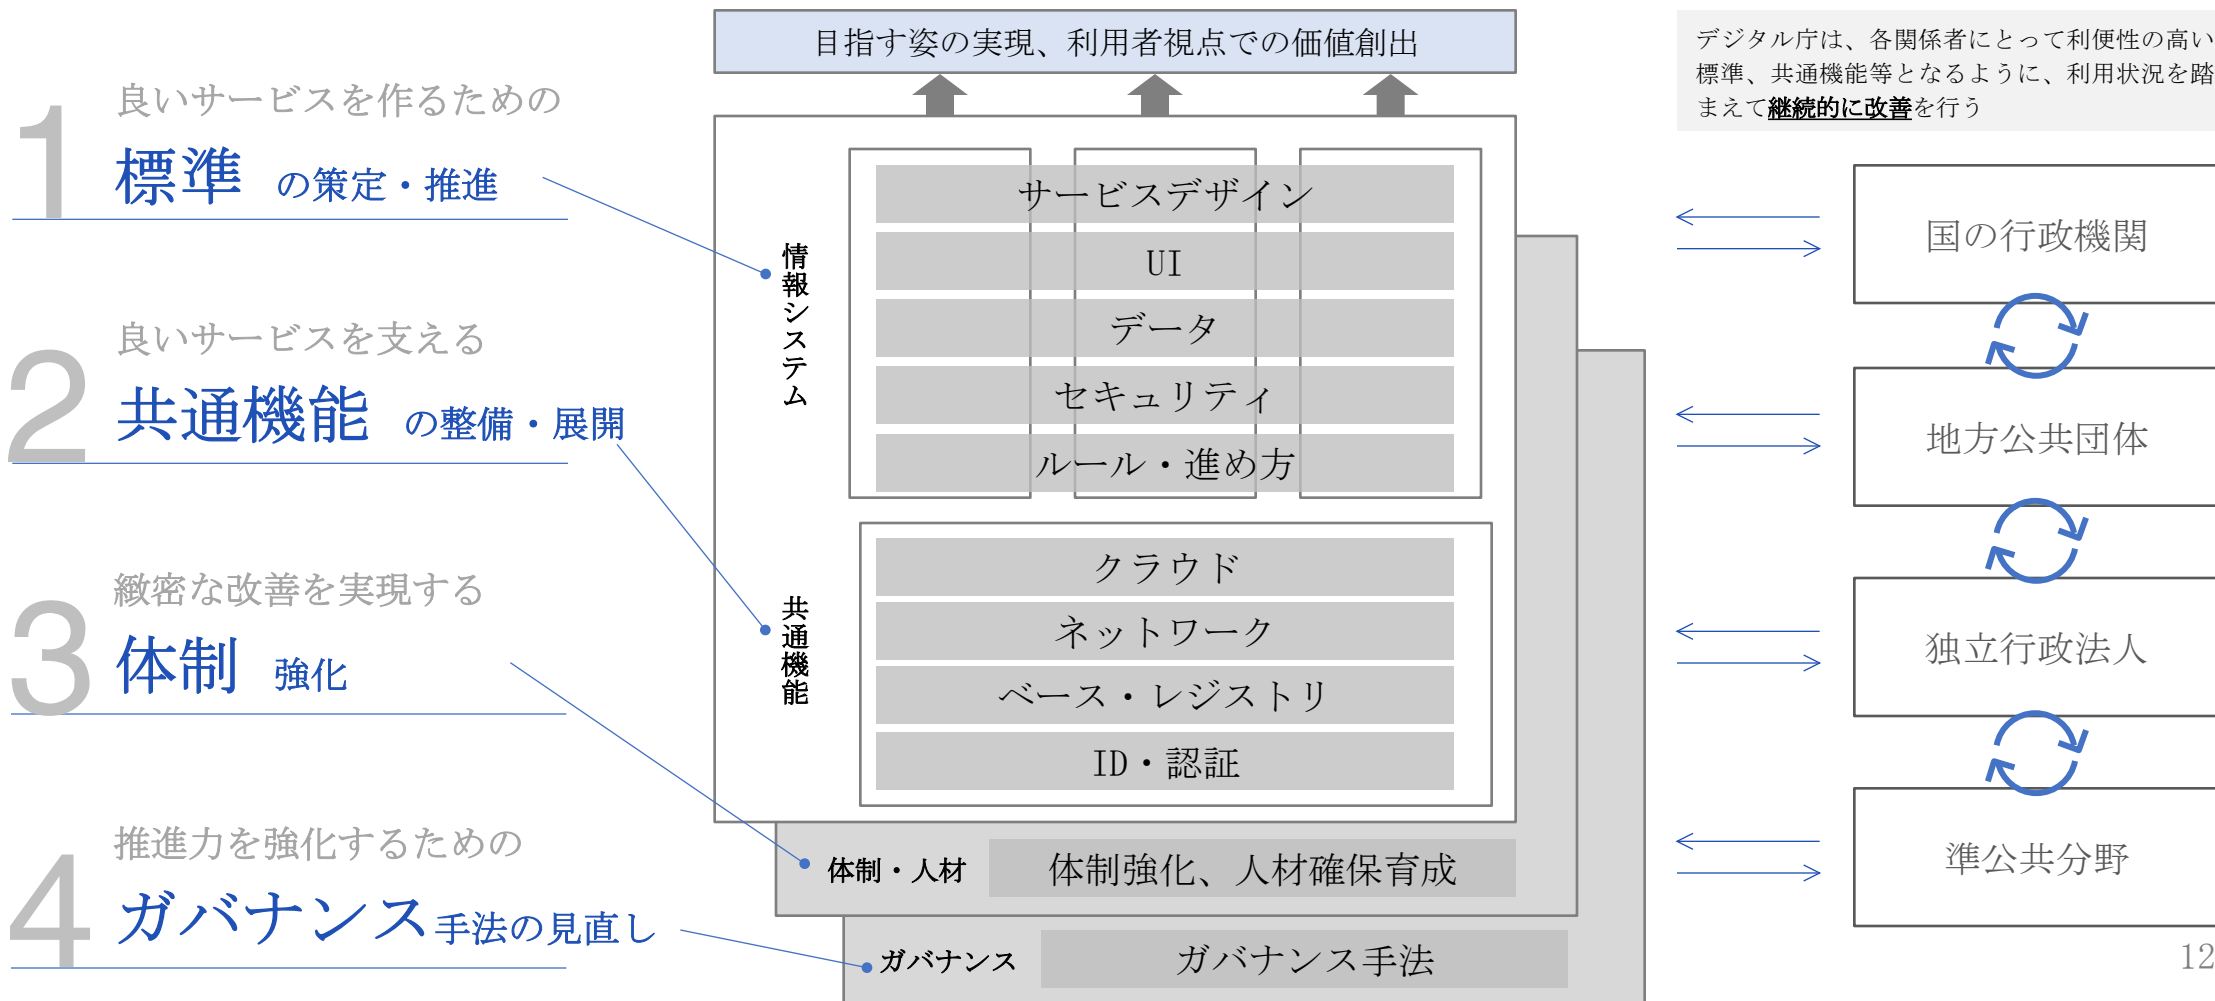 1
良いサービスを作るための
標準 の策定・推進
2
良いサービスを支える
共通機能 の整備・展開
3
緻密な改善を実現する
体制 強化
4
推進力を強化するための
ガバナンス手法の見直し
目指す姿の実現、利用者視点での価値創出
情報システム
サービスデザイン
UI
データ
セキュリティ
ルール・進め方
共通機能
クラウド
ネットワーク
ベース・レジストリ
ID・認証
体制・人材
体制強化、人材確保育成
ガバナンス
ガバナンス手法
デジタル庁は、各関係者にとって利便性の高い
標準、共通機能等となるように、利用状況を踏
まえて継続的に改善を行う
国の行政機関
地方公共団体
独立行政法人
準公共分野
12